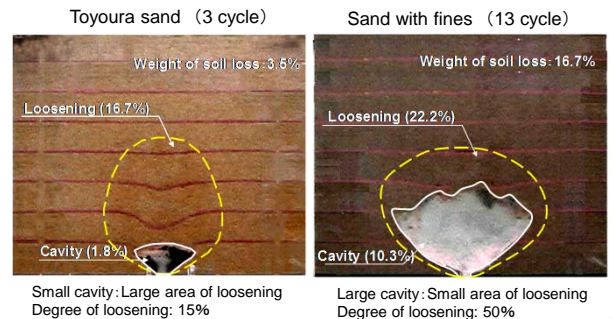 Toyoura sand （3 cycle）
Weight of soil loss：3.5%
Loosening (16.7%)
Cavity (1.8%)
Small cavity：Large area of loosening
Degree of loosening: 15%
Sand with fines （13 cycle）
Weight of soil loss：16.7%
Loosening (22.2%)
Cavity (10.3%)
Large cavity：Small area of loosening
Degree of loosening: 50%